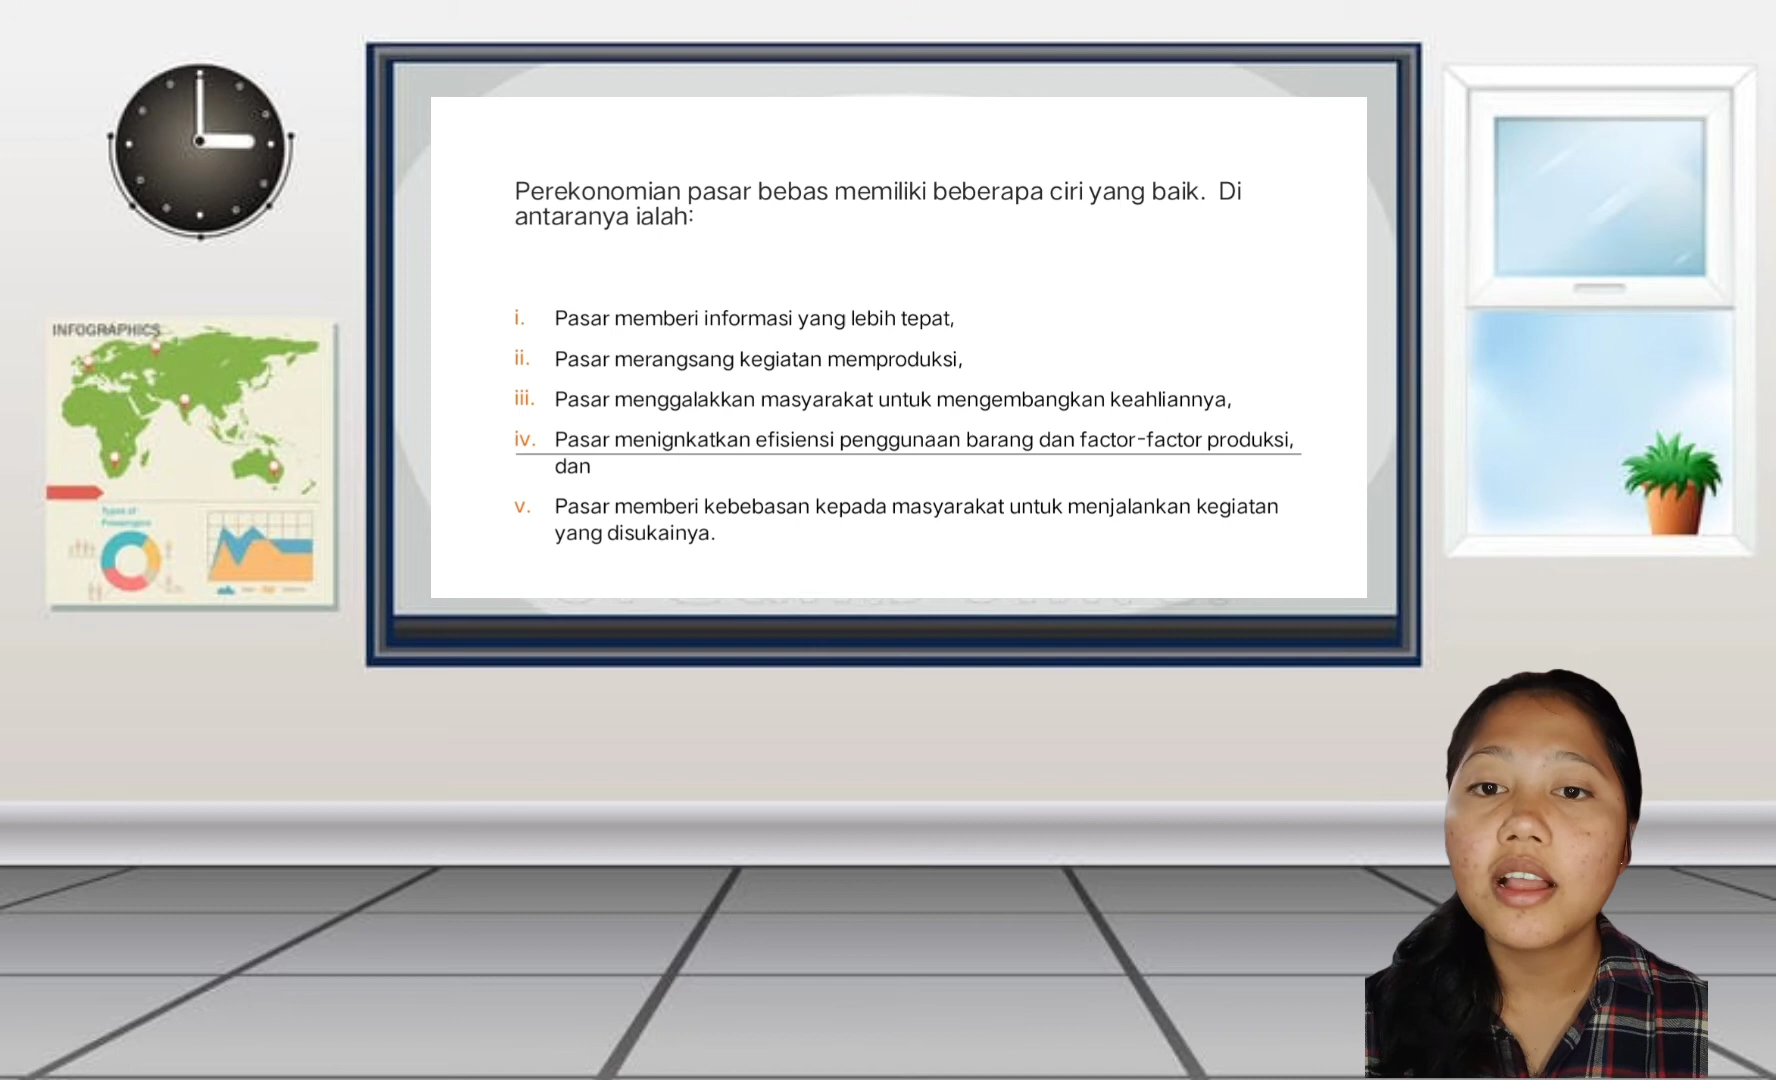 Perekonomian pasar bebas memiliki beberapa ciri yang baik.  Di
antaranya ialah:
i. Pasar memberi informasi yang lebih tepat,
ii. Pasar merangsang kegiatan memproduksi,
iii. Pasar menggalakkan masyarakat untuk mengembangkan keahliannya,
iv. Pasar menignkatkan efisiensi penggunaan barang dan factor-factor produksi,
dan
v. Pasar memberi kebebasan kepada masyarakat untuk menjalankan kegiatan
yang disukainya.
INFOGRAPHICS
Types of